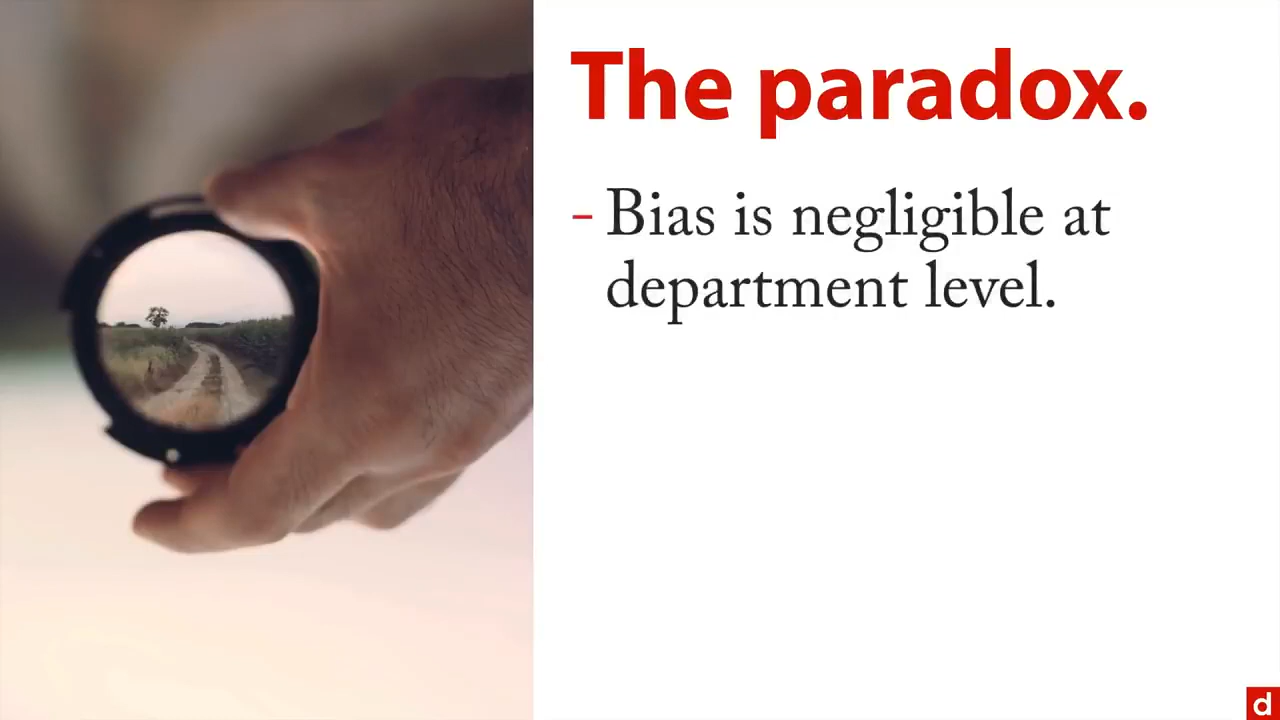 The paradox.
- Bias is negligible at
department level.
d